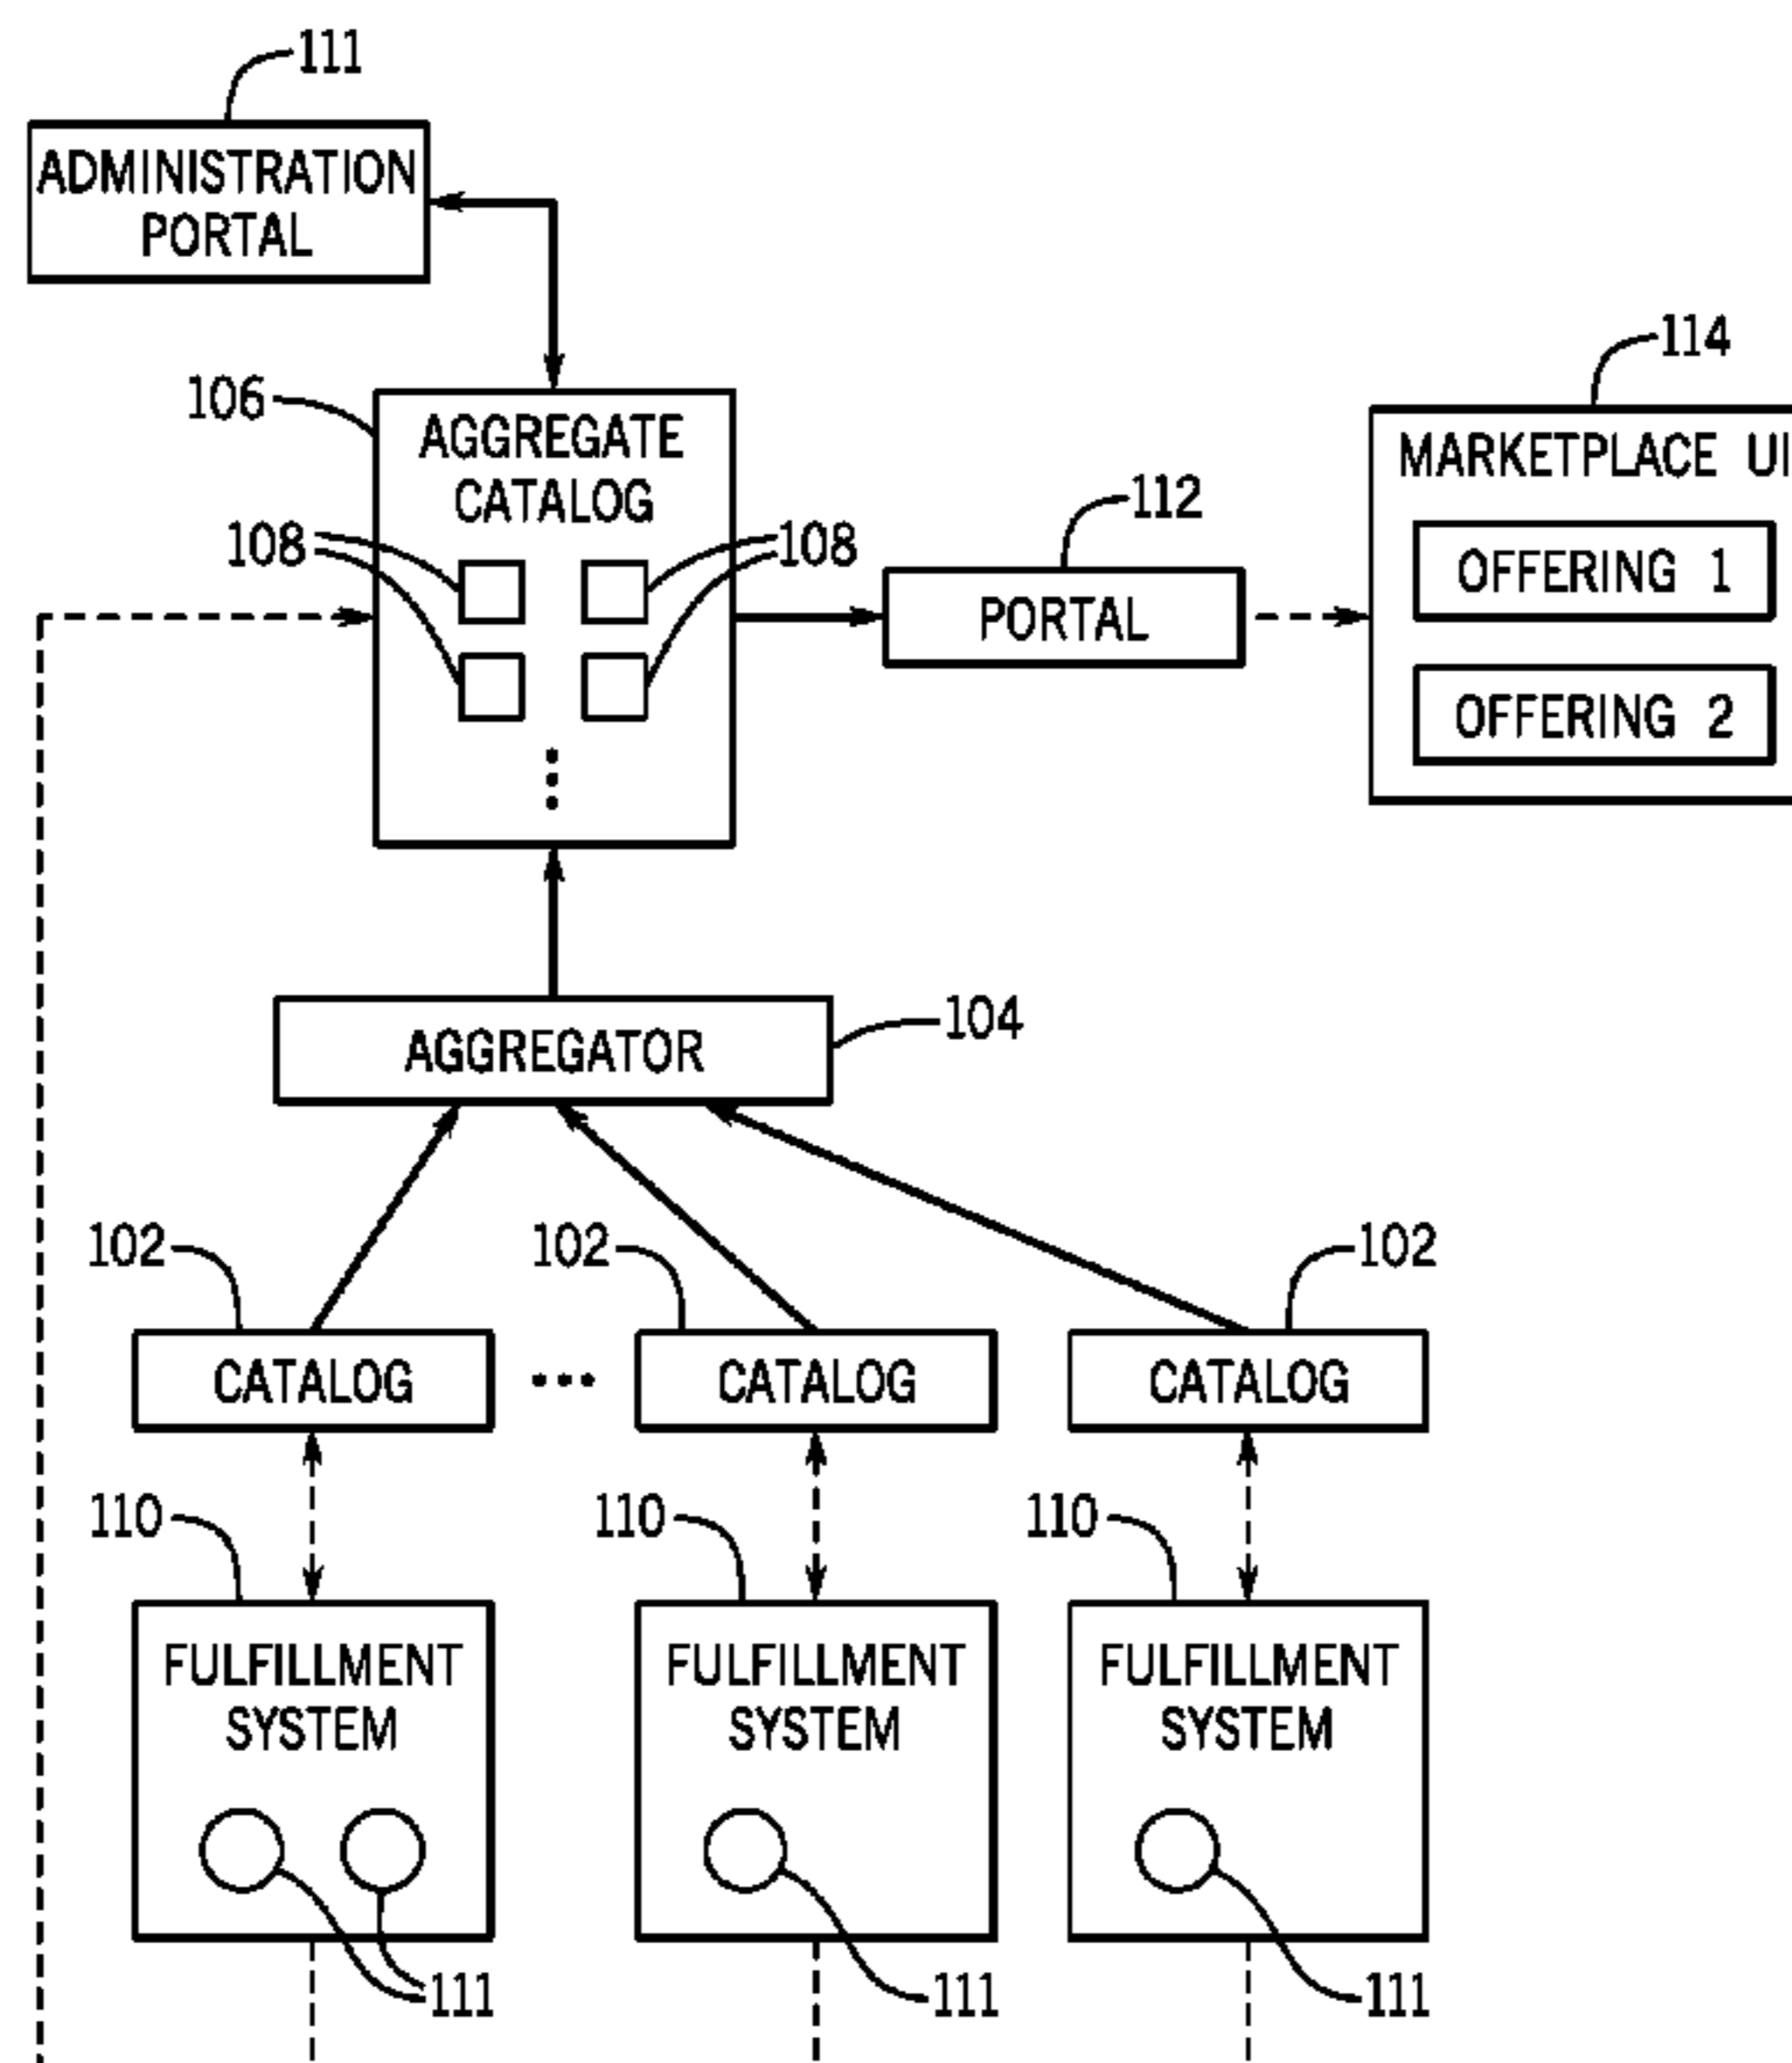 111
ADMINISTRATION
PORTAL
114
106
AGGREGATE
CATALOG
MARKETPLACE UI
112
108
108
OFFERING 1
PORTAL
OFFERING 2
104
AGGREGATOR
102
102
102
CATALOG
CATALOG
CATALOG
110
110
110
FULFILLMENT
SYSTEM
FULFILLMENT
SYSTEM
FULFILLMENT
SYSTEM
111
111
111